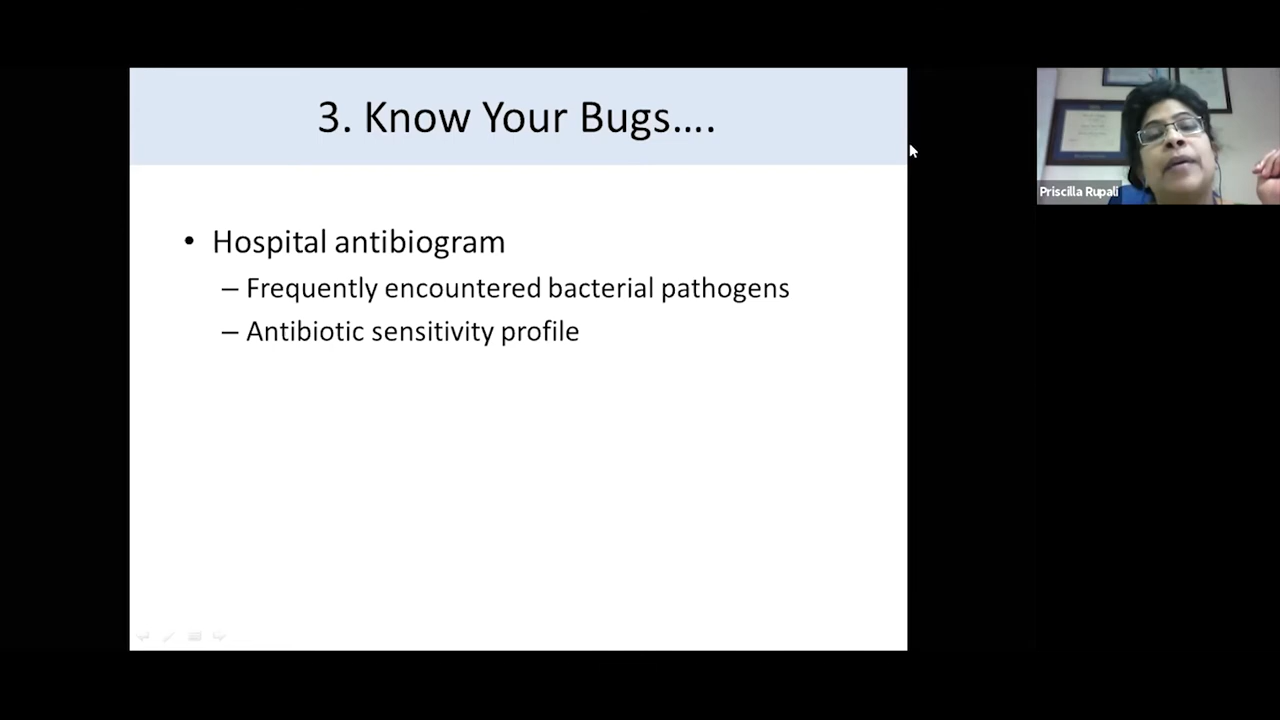 3. Know Your Bugs....
• Hospital antibiogram
– Frequently encountered bacterial pathogens
– Antibiotic sensitivity profile
Priscilla Rupali